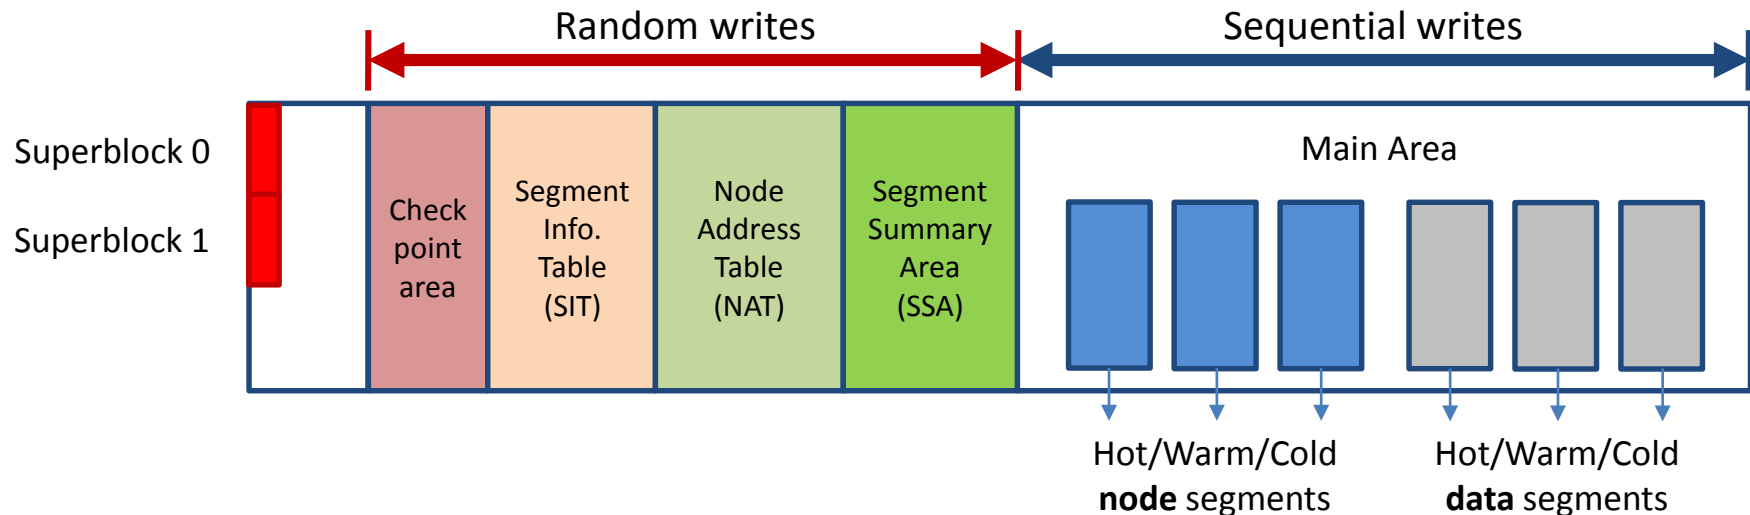 Random writes
Sequential writes
Superblock 0
Superblock 1
Check
point
area
Segment
Info.
Table
(SIT)
Node
Address
Table
(NAT)
Segment
Summary
Area
(SSA)
Main Area
Hot/Warm/Cold
node segments
Hot/Warm/Cold
data segments